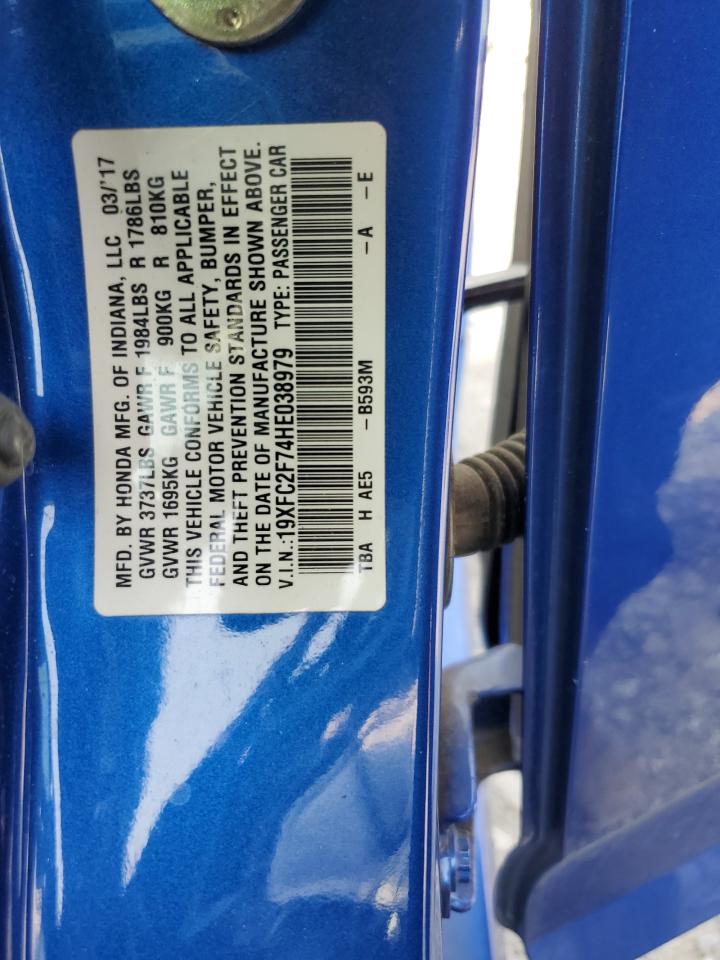 MFD. BY HONDA MFG. OF INDIANA, LLC 03/'17
GVWR 3737LBS GAWR F 1984LBS R 1786LBS
GVWR 1695KG GAWR F 900KG R 810KG
THIS VEHICLE CONFORMS TO ALL APPLICABLE
FEDERAL MOTOR VEHICLE SAFETY, BUMPER,
AND THEFT PREVENTION STANDARDS IN EFFECT
ON THE DATE OF MANUFACTURE SHOWN ABOVE.
V.I.N.:19XFC2F74HE038979 TYPE: PASSENGER CAR
TBA H AE5 -B593M -A -E